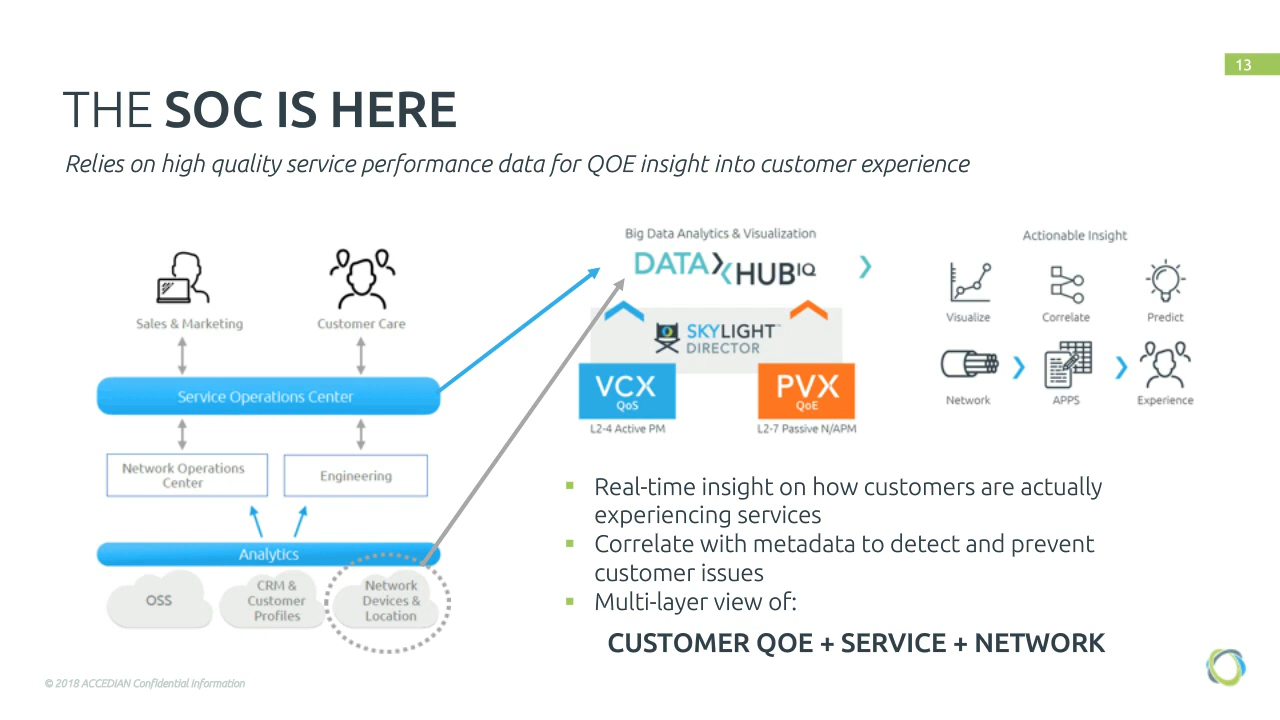 13
THE SOC IS HERE
Relies on high quality service performance data for QOE insight into customer experience
Sales & Marketing
Customer Care
Service Operations Center
Network Operations
Center
Engineering
Analytics
OSS
CRM &
Customer
Profiles
Network
Devices &
Location
Big Data Analytics & Visualization
DATA HUB IQ
SKYLIGHT™
DIRECTOR
VCX
QoS
L2-4 Active PM
PVX
QoE
L2-7 Passive N/APM
Actionable Insight
Visualize
Correlate
Predict
Network
APPS
Experience
▪ Real-time insight on how customers are actually
experiencing services
▪ Correlate with metadata to detect and prevent
customer issues
▪ Multi-layer view of:
CUSTOMER QOE + SERVICE + NETWORK
© 2018 ACCEDIAN Confidential Information